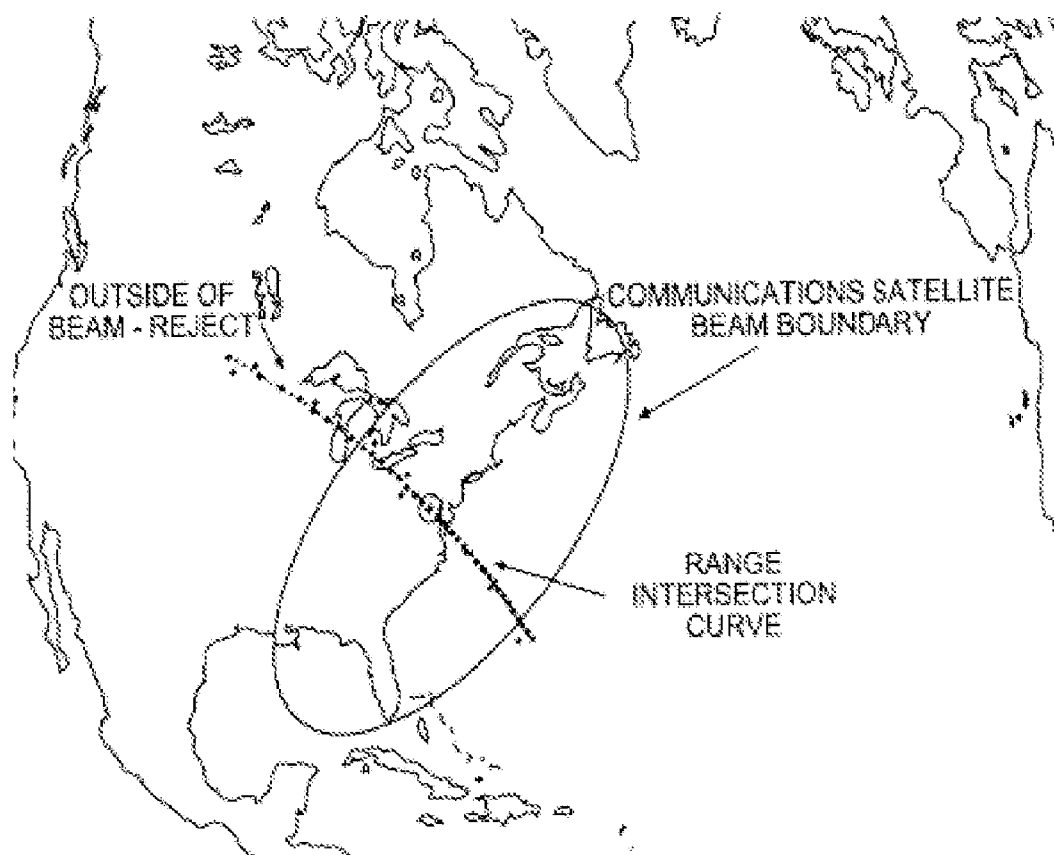 OUTSIDE OF
BEAM - REJECT
COMMUNICATIONS SATELLITE
BEAM BOUNDARY
RANGE
INTERSECTION
CURVE